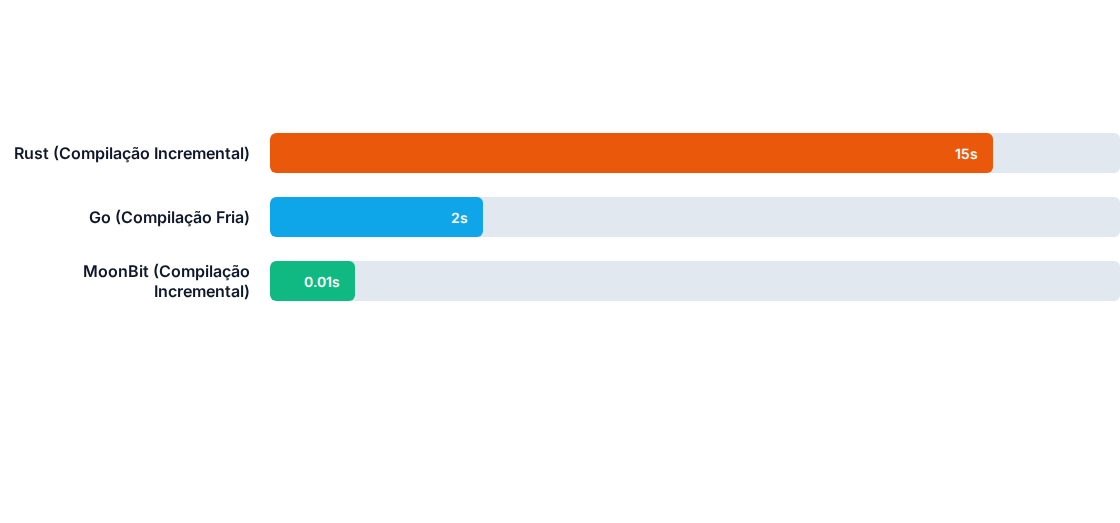 Rust (Compilação Incremental)
15s
Go (Compilação Fria)
2s
MoonBit (Compilação
Incremental)
0.01s